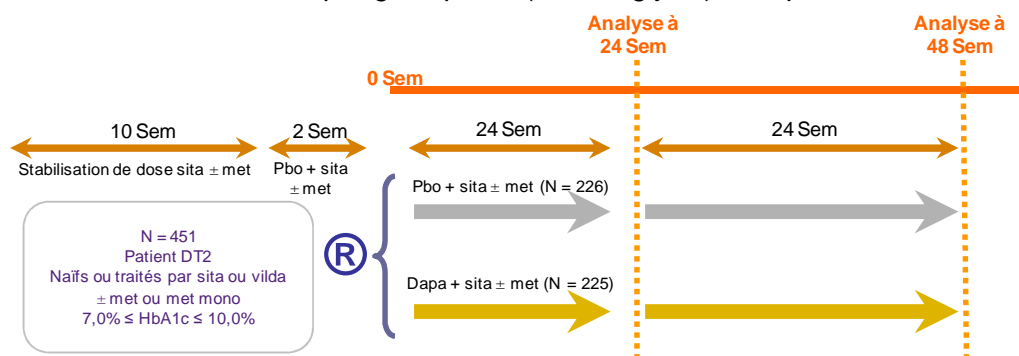 Analyse à
24 Sem
Analyse à
48 Sem
0 Sem
10 Sem
2 Sem
24 Sem
24 Sem
Stabilisation de dose sita ± met
Pbo + sita
± met
Pbo + sita ± met (N = 226)
N = 451
Patient DT2
Naïfs ou traités par sita ou vilda
± met ou met mono
7,0% ≤ HbA1c ≤ 10,0%
®
Dapa + sita ± met (N = 225)